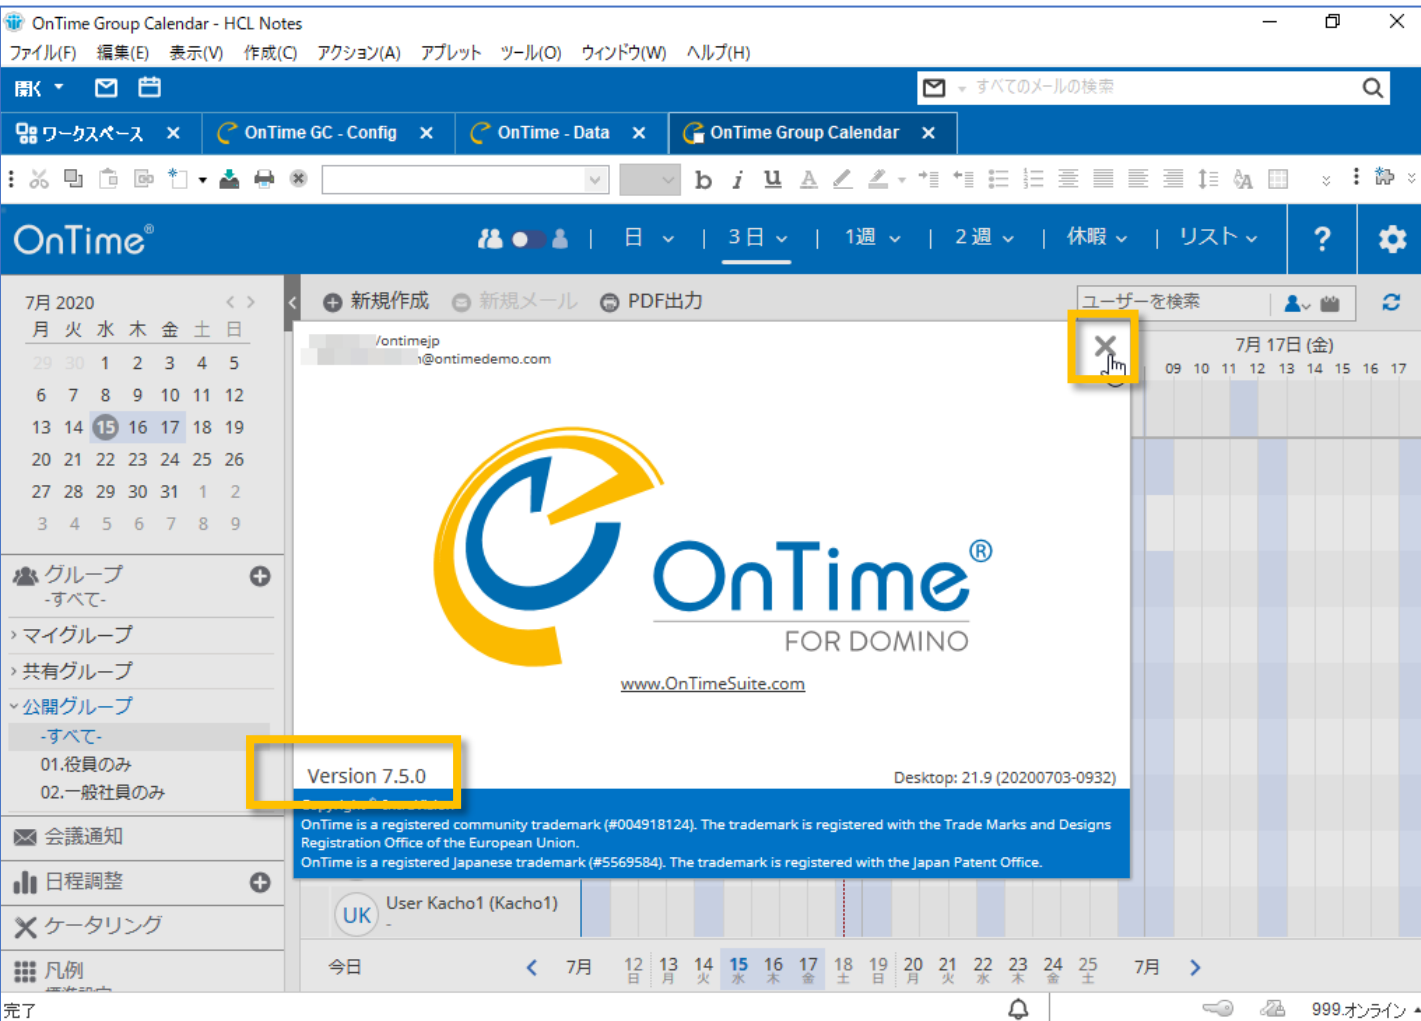 OnTime Group Calendar - HCL Notes
ファイル(F) 編集(E) 表示(V) 作成(C) アクション(A) アプレット ツール(O) ウィンドウ(W) ヘルプ(H)
開く すべてのメールの検索
ワークスペース OnTime GC - Config OnTime - Data OnTime Group Calendar
b i u A
OnTime® 日 3日 1週 2週 休暇 リスト ?
7月 2020 < >
新規作成 新規メール PDF出力 ユーザーを検索
月 火 水 木 金 土 日
29 30 1 2 3 4 5
6 7 8 9 10 11 12
13 14 15 16 17 18 19
20 21 22 23 24 25 26
27 28 29 30 31 1 2
3 4 5 6 7 8 9
/ontimejp
@ontimedemo.com
7月 17日 (金)
09 10 11 12 13 14 15 16 17
グループ
-すべて-
マイグループ
共有グループ
公開グループ
-すべて-
01.役員のみ
02.一般社員のみ
会議通知
日程調整
ケータリング
凡例
OnTime®
FOR DOMINO
www.OnTimeSuite.com
Version 7.5.0 Desktop: 21.9 (20200703-0932)
OnTime is a registered community trademark (#004918124). The trademark is registered with the Trade Marks and Designs
Registration Office of the European Union.
OnTime is a registered Japanese trademark (#5569584). The trademark is registered with the Japan Patent Office.
UK User Kacho1 (Kacho1)
-
今日 7月 12 13 14 15 16 17 18 19 20 21 22 23 24 25 7月
日 月 火 水 木 金 土 日 月 火 水 木 金 土
完了 999.オンライン